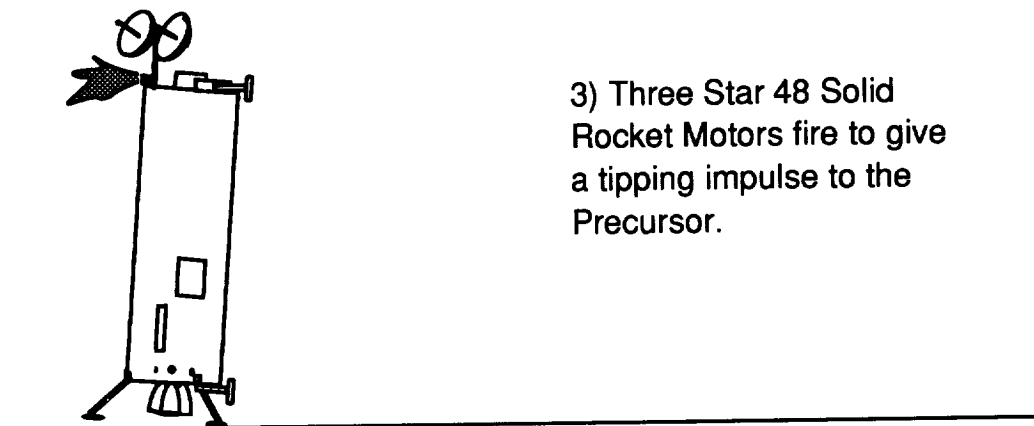 3) Three Star 48 Solid
Rocket Motors fire to give
a tipping impulse to the
Precursor.